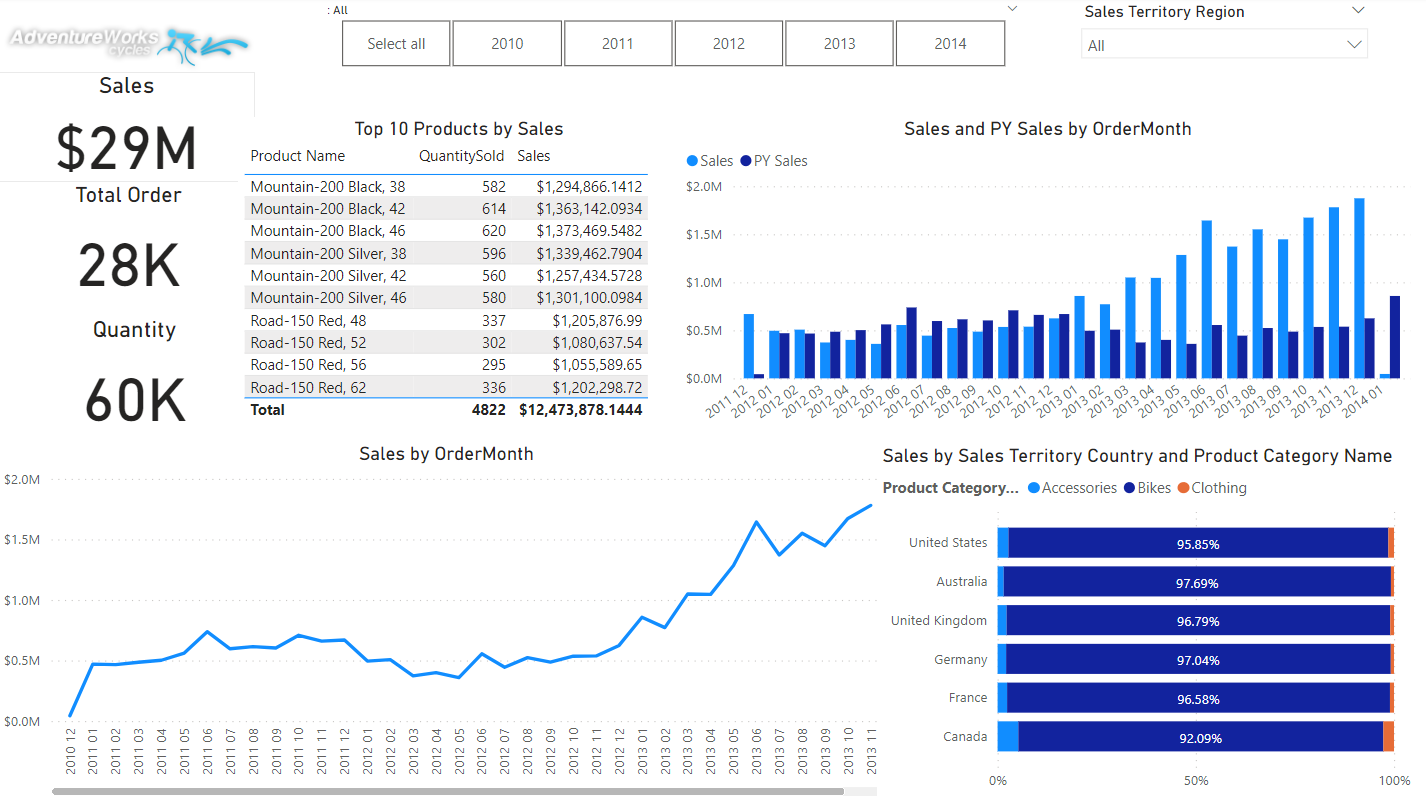 : All
AdventureWorks
cycles
Select all
2010
2011
2012
2013
2014
Sales Territory Region
All
Sales
$29M
Total Order
28K
Quantity
60K
Top 10 Products by Sales
Product Name QuantitySold Sales
Mountain-200 Black, 38 582 $1,294,866.1412
Mountain-200 Black, 42 614 $1,363,142.0934
Mountain-200 Black, 46 620 $1,373,469.5482
Mountain-200 Silver, 38 596 $1,339,462.7904
Mountain-200 Silver, 42 560 $1,257,434.5728
Mountain-200 Silver, 46 580 $1,301,100.0984
Road-150 Red, 48 337 $1,205,876.99
Road-150 Red, 52 302 $1,080,637.54
Road-150 Red, 56 295 $1,055,589.65
Road-150 Red, 62 336 $1,202,298.72
Total 4822 $12,473,878.1444
Sales and PY Sales by OrderMonth
Sales PY Sales
$2.0M
$1.5M
$1.0M
$0.5M
$0.0M
2011 12
2012 01
2012 02
2012 03
2012 04
2012 05
2012 06
2012 07
2012 08
2012 09
2012 10
2012 11
2012 12
2013 01
2013 02
2013 03
2013 04
2013 05
2013 06
2013 07
2013 08
2013 09
2013 10
2013 11
2013 12
2014 01
Sales by OrderMonth
$2.0M
$1.5M
$1.0M
$0.5M
$0.0M
2010 12
2011 01
2011 02
2011 03
2011 04
2011 05
2011 06
2011 07
2011 08
2011 09
2011 10
2011 11
2011 12
2012 01
2012 02
2012 03
2012 04
2012 05
2012 06
2012 07
2012 08
2012 09
2012 10
2012 11
2012 12
2013 01
2013 02
2013 03
2013 04
2013 05
2013 06
2013 07
2013 08
2013 09
2013 10
2013 11
Sales by Sales Territory Country and Product Category Name
Product Category... Accessories Bikes Clothing
United States 95.85%
Australia 97.69%
United Kingdom 96.79%
Germany 97.04%
France 96.58%
Canada 92.09%
0% 50% 100%